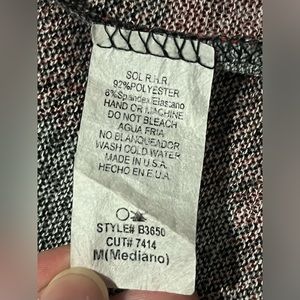 SOL R.H.R.
92%POLYESTER
8%Spandex/Elastano
HAND OR MACHINE
DO NOT BLEACH
AGUA FRIA
NO BLANQUEADOR
WASH COLD WATER
MADE IN U.S.A.
HECHO EN E.U.A.
STYLE# B3650
CUT# 7414
M(Mediano)